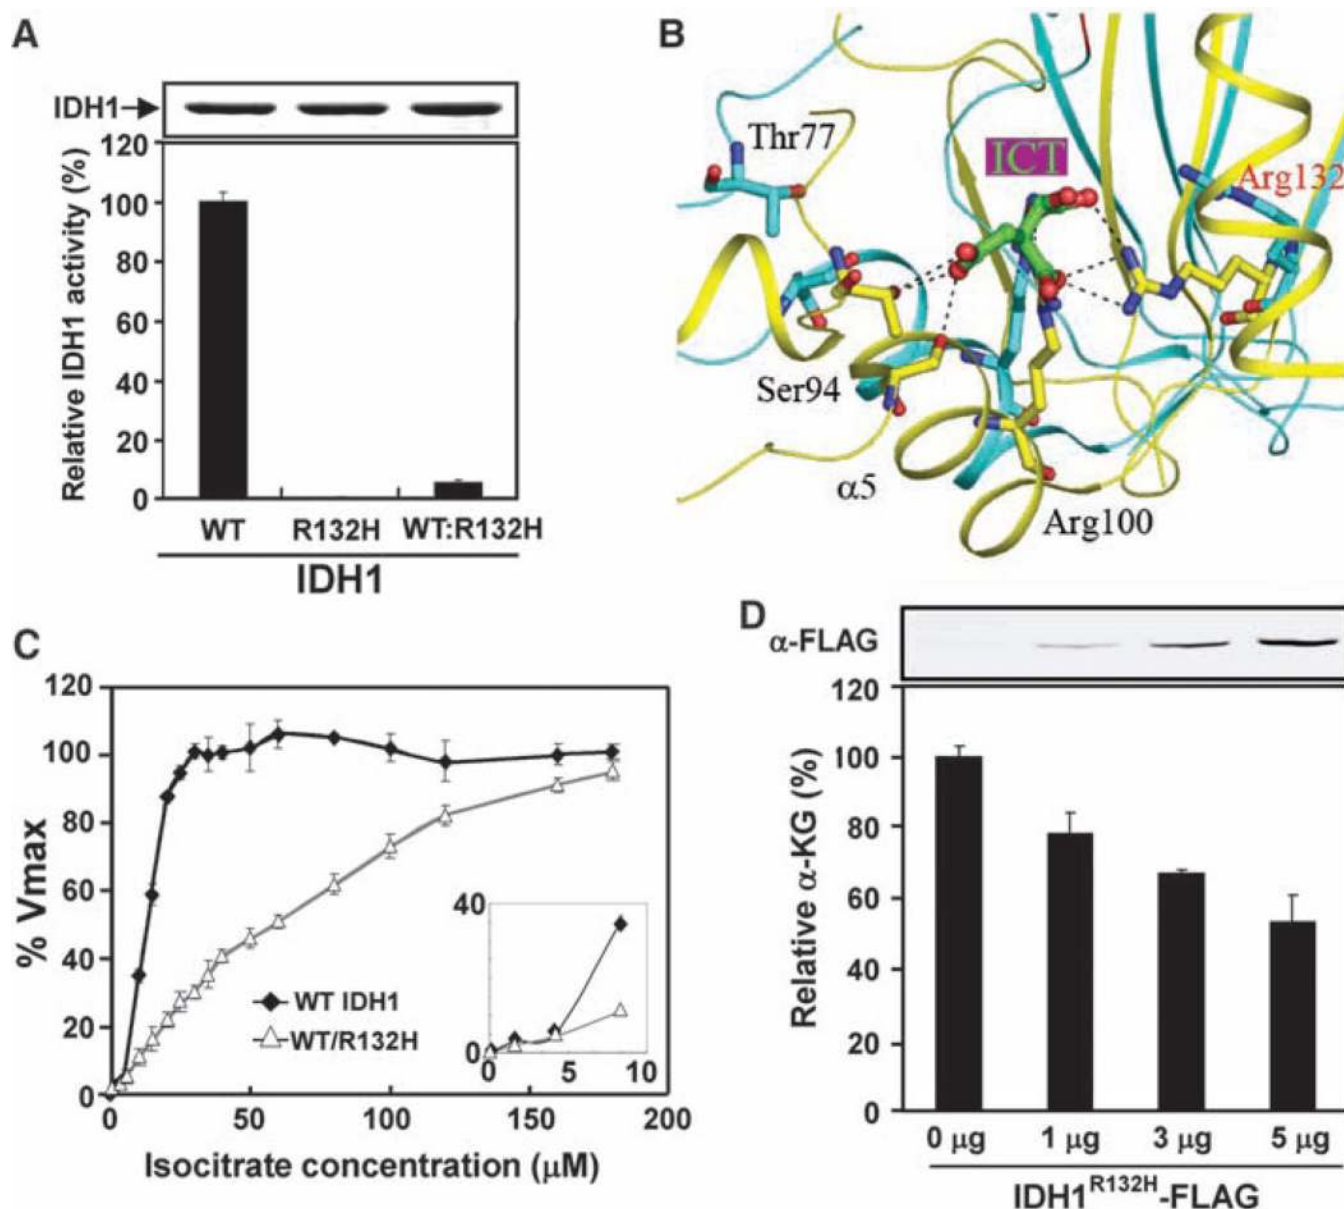 A
IDH1
Relative IDH1 activity (%)
120
100
80
60
40
20
0
WT
R132H
WT:R132H
IDH1
B
Thr77
ICT
Arg132
Ser94
α5
Arg100
C
% Vmax
120
100
80
60
40
20
0
0
50
100
150
200
Isocitrate concentration (μM)
WT IDH1
WT/R132H
40
0
0
5
10
D
α-FLAG
Relative α-KG (%)
120
100
80
60
40
20
0
0 μg
1 μg
3 μg
5 μg
IDH1^R132H-FLAG